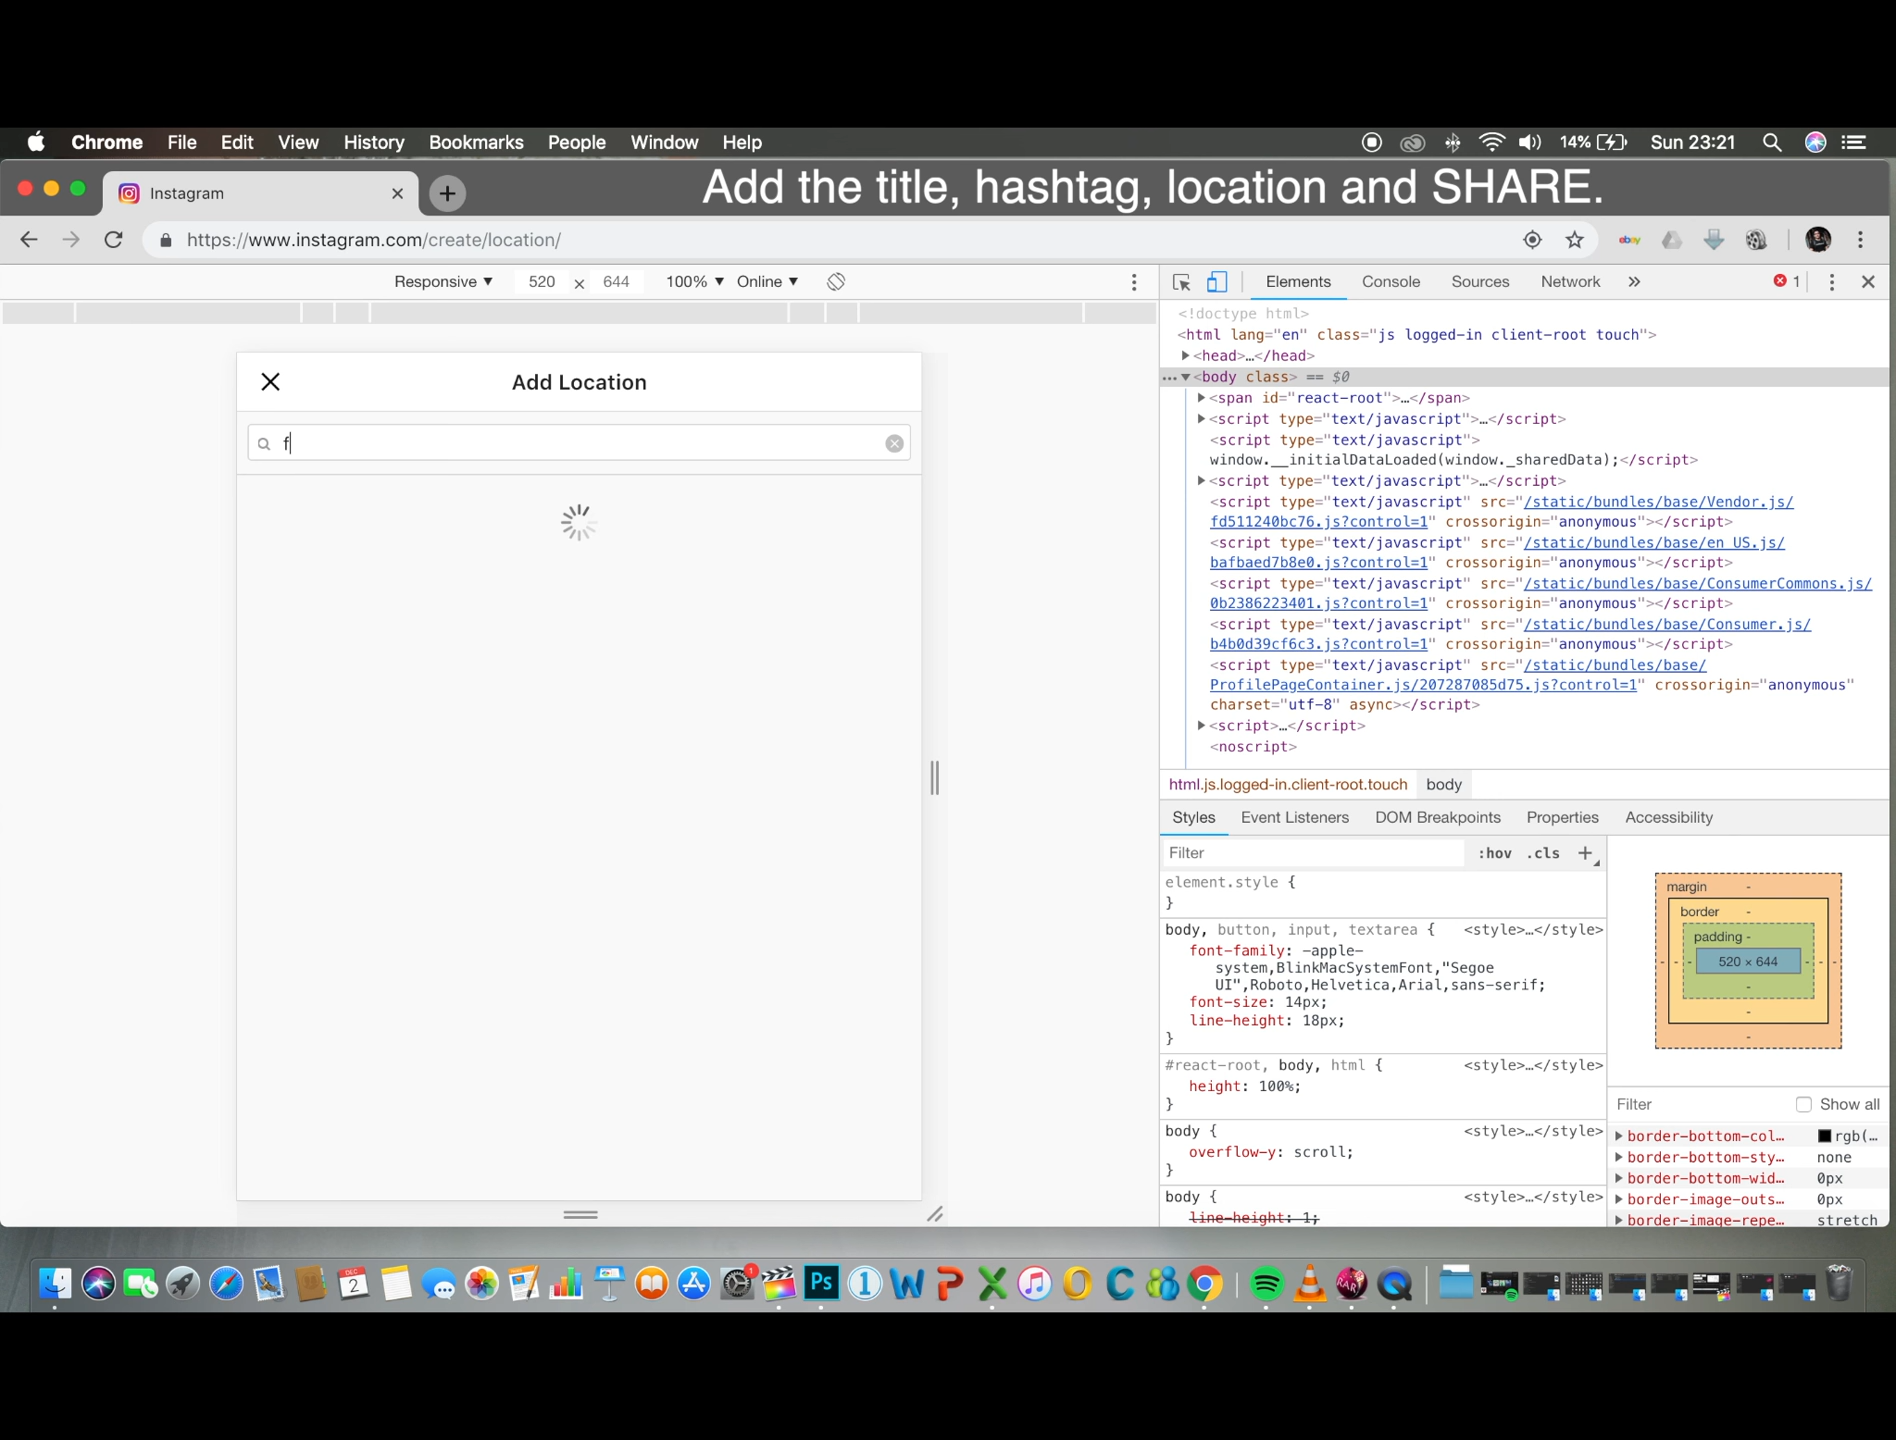 Chrome File Edit View History Bookmarks People Window Help 14% Sun 23:21
Instagram
Add the title, hashtag, location and SHARE.
https://www.instagram.com/create/location/
ebay
Responsive ▼ 520 × 644 100% ▼ Online ▼
Elements Console Sources Network » 1
Add Location
f
<!doctype html>
<html lang="en" class="js logged-in client-root touch">
▶<head>…</head>
…▼<body class> == $0
▶<span id="react-root">…</span>
▶<script type="text/javascript">…</script>
<script type="text/javascript">
window.__initialDataLoaded(window._sharedData);</script>
▶<script type="text/javascript">…</script>
<script type="text/javascript" src="/static/bundles/base/Vendor.js/
fd511240bc76.js?control=1" crossorigin="anonymous"></script>
<script type="text/javascript" src="/static/bundles/base/en_US.js/
bafbaed7b8e0.js?control=1" crossorigin="anonymous"></script>
<script type="text/javascript" src="/static/bundles/base/ConsumerCommons.js/
0b2386223401.js?control=1" crossorigin="anonymous"></script>
<script type="text/javascript" src="/static/bundles/base/Consumer.js/
b4b0d39cf6c3.js?control=1" crossorigin="anonymous"></script>
<script type="text/javascript" src="/static/bundles/base/
ProfilePageContainer.js/207287085d75.js?control=1" crossorigin="anonymous"
charset="utf-8" async></script>
▶<script>…</script>
<noscript>
html.js.logged-in.client-root.touch body
Styles Event Listeners DOM Breakpoints Properties Accessibility
Filter :hov .cls +
element.style {
}
body, button, input, textarea { <style>…</style>
font-family: -apple-
system,BlinkMacSystemFont,"Segoe
UI",Roboto,Helvetica,Arial,sans-serif;
font-size: 14px;
line-height: 18px;
}
#react-root, body, html { <style>…</style>
height: 100%;
}
body { <style>…</style>
overflow-y: scroll;
}
body { <style>…</style>
line-height: 1;
margin -
border -
padding -
520 × 644
Filter Show all
▶border-bottom-col… rgb(…
▶border-bottom-sty… none
▶border-bottom-wid… 0px
▶border-image-outs… 0px
▶border-image-repe… stretch
DEC
2
1
Ps
1
W
P
X
O
C
RAR